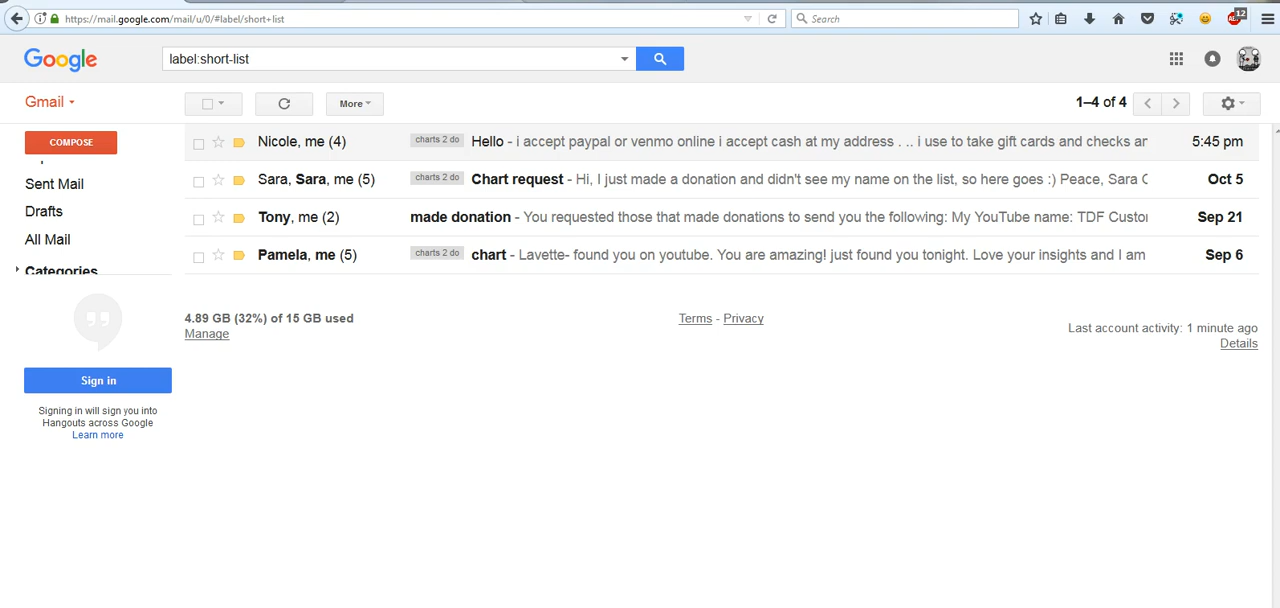 https://mail.google.com/mail/u/0/#label/short+list
Search
12
Google
label:short-list
Gmail
More
1–4 of 4
COMPOSE
Sent Mail
Drafts
All Mail
Categories
Nicole, me (4) charts 2 do Hello - i accept paypal or venmo online i accept cash at my address . .. i use to take gift cards and checks ar 5:45 pm
Sara, Sara, me (5) charts 2 do Chart request - Hi, I just made a donation and didn't see my name on the list, so here goes :) Peace, Sara C Oct 5
Tony, me (2) made donation - You requested those that made donations to send you the following: My YouTube name: TDF Custor Sep 21
Pamela, me (5) charts 2 do chart - Lavette- found you on youtube. You are amazing! just found you tonight. Love your insights and I am Sep 6
4.89 GB (32%) of 15 GB used
Manage
Terms - Privacy
Last account activity: 1 minute ago
Details
Sign in
Signing in will sign you into
Hangouts across Google
Learn more